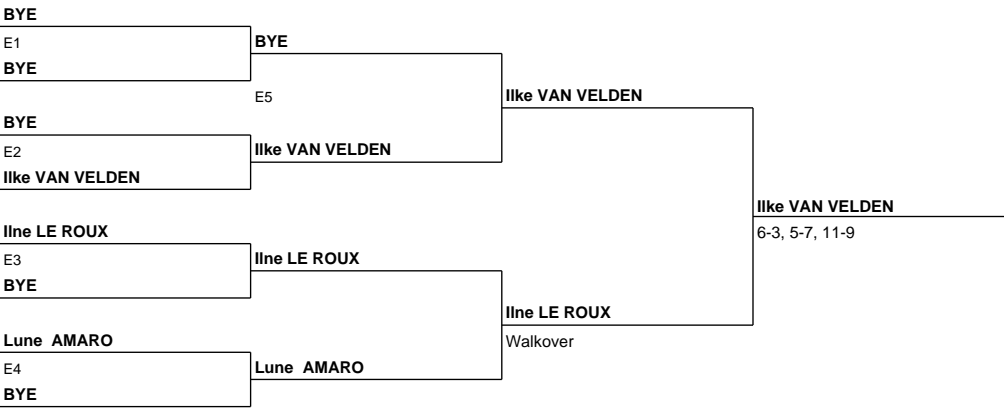 BYE
E1
BYE
BYE
E5
Ilke VAN VELDEN
BYE
E2
Ilke VAN VELDEN
Ilke VAN VELDEN
Ilke VAN VELDEN
6-3, 5-7, 11-9
Ilne LE ROUX
E3
Ilne LE ROUX
BYE
Ilne LE ROUX
Walkover
Lune AMARO
E4
Lune AMARO
BYE